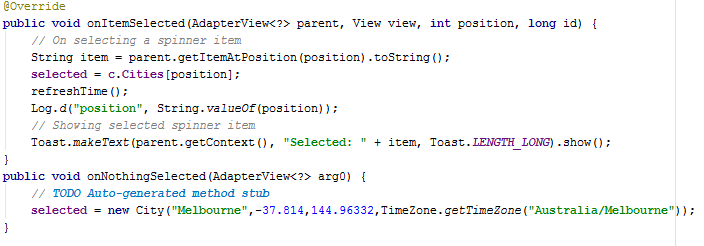 @Override
public void onItemSelected(AdapterView<?> parent, View view, int position, long id) {
    // On selecting a spinner item
    String item = parent.getItemAtPosition(position).toString();
    selected = c.Cities[position];
    refreshTime();
    Log.d("position", String.valueOf(position));
    // Showing selected spinner item
    Toast.makeText(parent.getContext(), "Selected: " + item, Toast.LENGTH_LONG).show();
}
public void onNothingSelected(AdapterView<?> arg0) {
    // TODO Auto-generated method stub
    selected = new City("Melbourne",-37.814,144.96332,TimeZone.getTimeZone("Australia/Melbourne"));
}